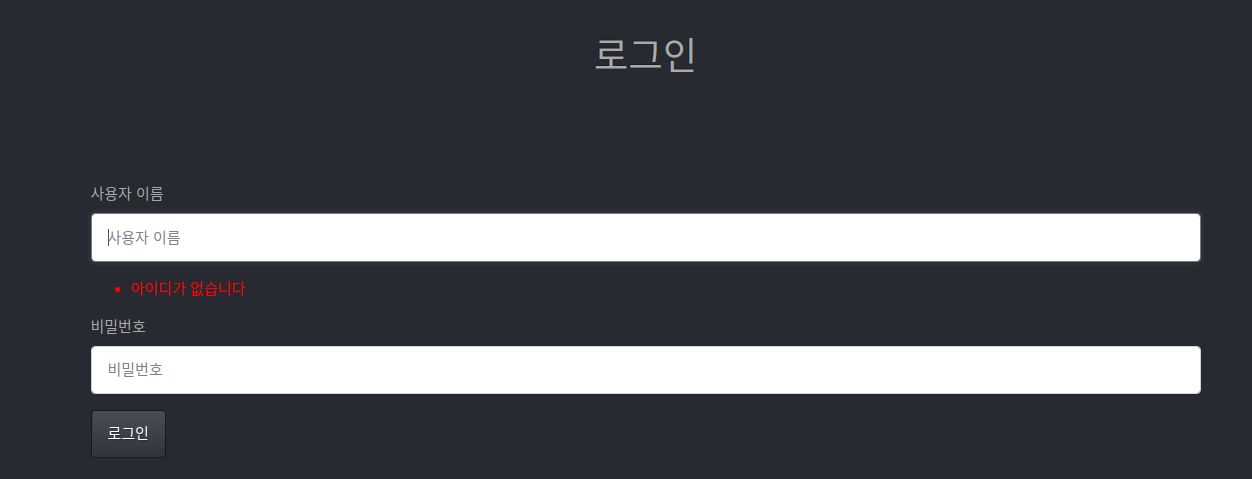 로그인
사용자 이름
사용자 이름
아이디가 없습니다
비밀번호
비밀번호
로그인